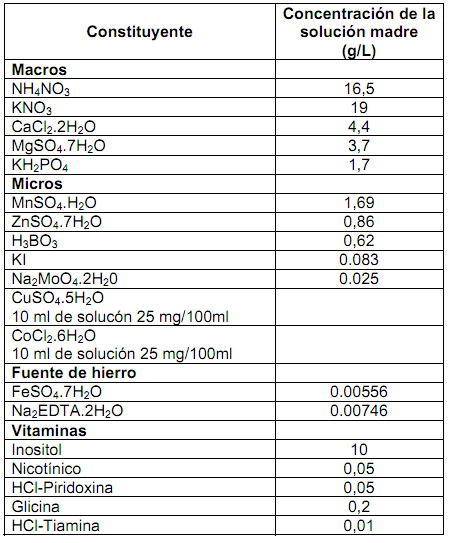 Constituyente Concentración de la
solución madre
(g/L)
Macros
NH₄NO₃ 16,5
KNO₃ 19
CaCl₂.2H₂O 4,4
MgSO₄.7H₂O 3,7
KH₂PO₄ 1,7
Micros
MnSO₄.H₂O 1,69
ZnSO₄.7H₂O 0,86
H₃BO₃ 0,62
KI 0.083
Na₂MoO₄.2H₂0 0.025
CuSO₄.5H₂O
10 ml de solucón 25 mg/100ml
CoCl₂.6H₂O
10 ml de solución 25 mg/100ml
Fuente de hierro
FeSO₄.7H₂O 0.00556
Na₂EDTA.2H₂O 0.00746
Vitaminas
Inositol 10
Nicotínico 0,05
HCl-Piridoxina 0,05
Glicina 0,2
HCl-Tiamina 0,01